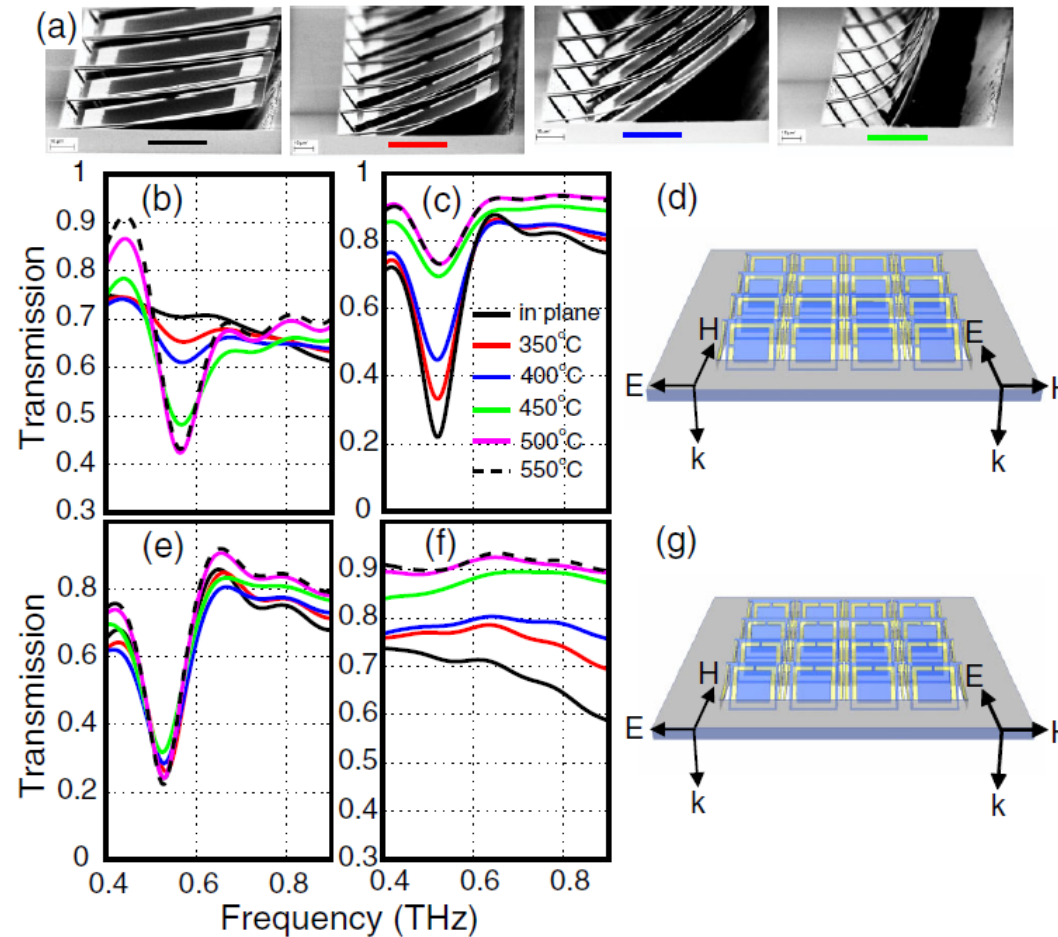 (a)
10 µm
1
0.9
0.8
0.7
0.6
0.5
0.4
0.3
Transmission
(b)
1
0.8
0.6
0.4
0.2
0
(c)
in plane
350°C
400°C
450°C
500°C
550°C
(d)
H
E
k
E
H
k
0.8
0.6
0.4
0.2
0
Transmission
(e)
0.9
0.8
0.7
0.6
0.5
0.4
0.3
(f)
0.4 0.6 0.8
0.4 0.6 0.8
Frequency (THz)
(g)
H
E
k
E
H
k